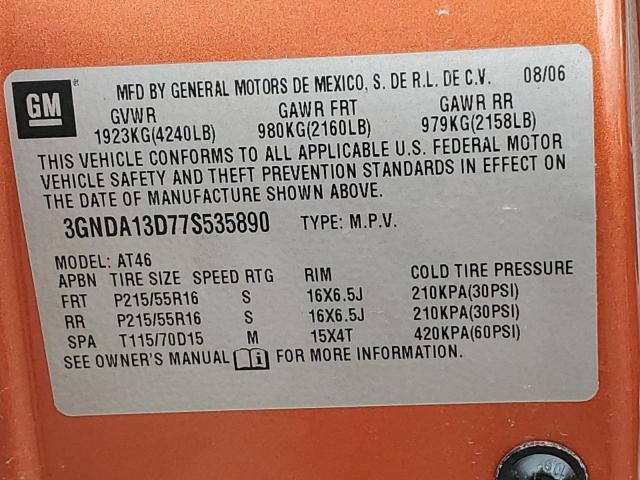 GM
®
MFD BY GENERAL MOTORS DE MEXICO, S. DE R.L. DE C.V. 08/06
GVWR GAWR FRT GAWR RR
1923KG(4240LB) 980KG(2160LB) 979KG(2158LB)
THIS VEHICLE CONFORMS TO ALL APPLICABLE U.S. FEDERAL MOTOR
VEHICLE SAFETY AND THEFT PREVENTION STANDARDS IN EFFECT ON
THE DATE OF MANUFACTURE SHOWN ABOVE.
3GNDA13D77S535890 TYPE: M.P.V.
MODEL: AT46
APBN TIRE SIZE SPEED RTG RIM COLD TIRE PRESSURE
FRT P215/55R16 S 16X6.5J 210KPA(30PSI)
RR P215/55R16 S 16X6.5J 210KPA(30PSI)
SPA T115/70D15 M 15X4T 420KPA(60PSI)
SEE OWNER'S MANUAL i FOR MORE INFORMATION.